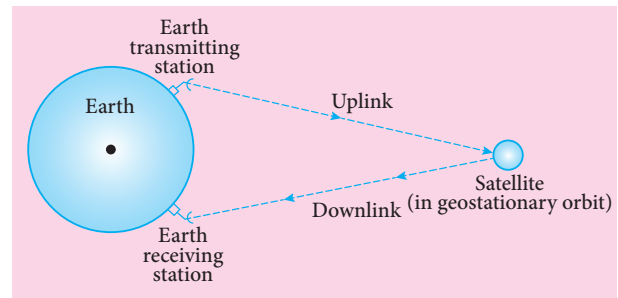 Earth
transmitting
station
Earth
Uplink
Satellite
(in geostationary orbit)
Downlink
Earth
receiving
station